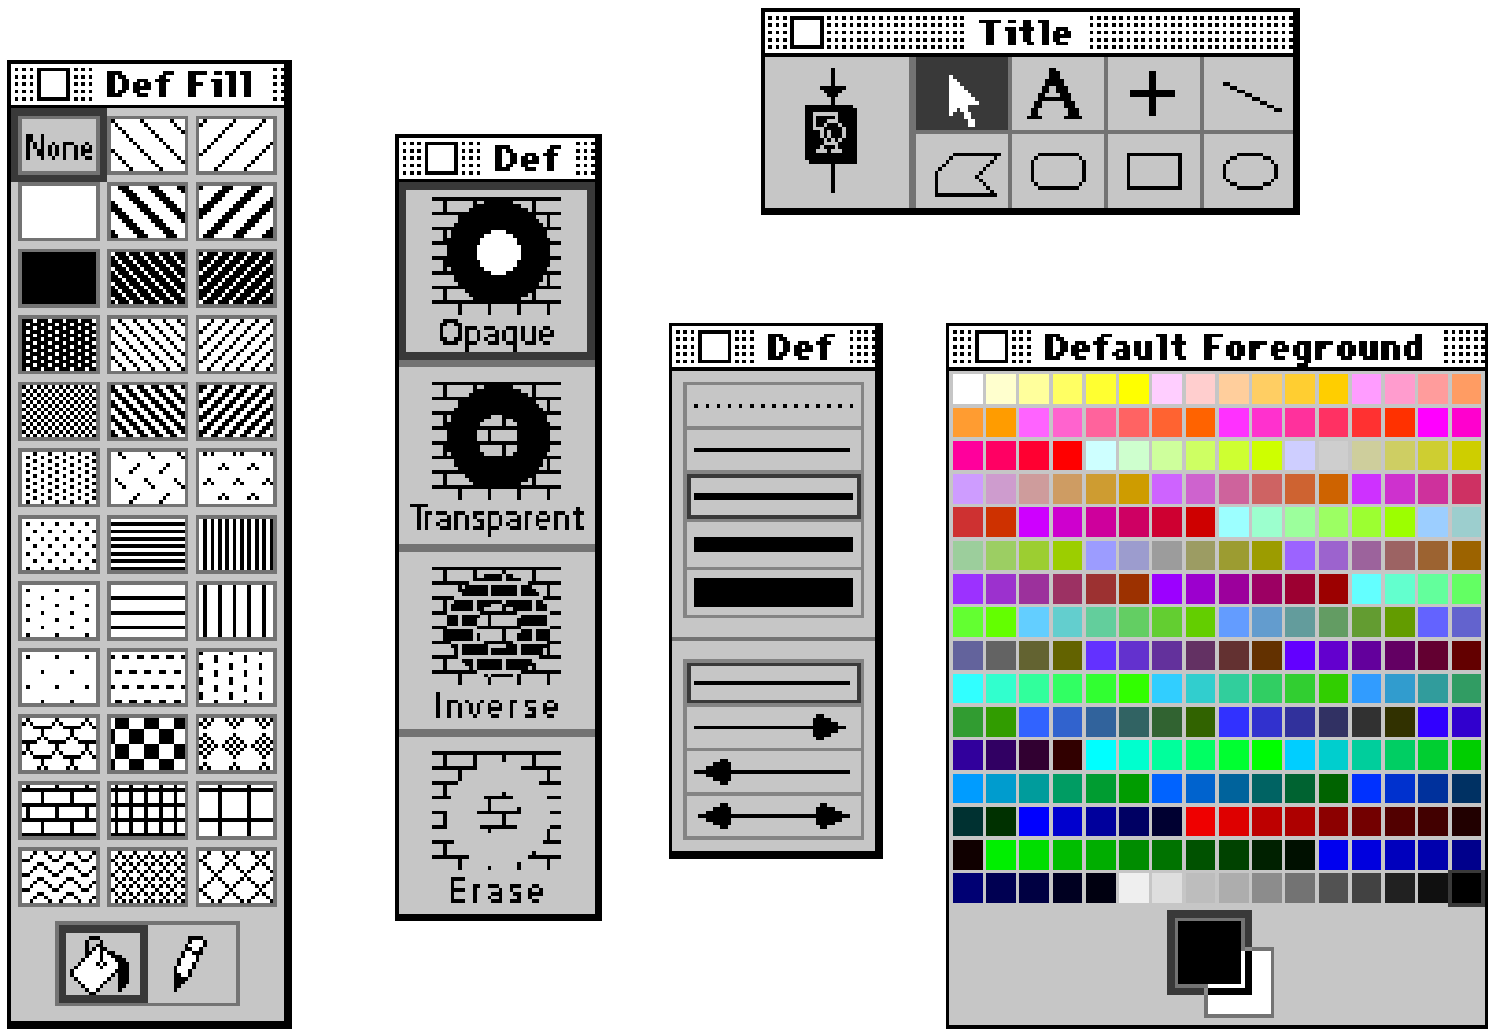 Title
Def Fill
None
Def
Opaque
Transparent
Inverse
Erase
A
Def
Default Foreground